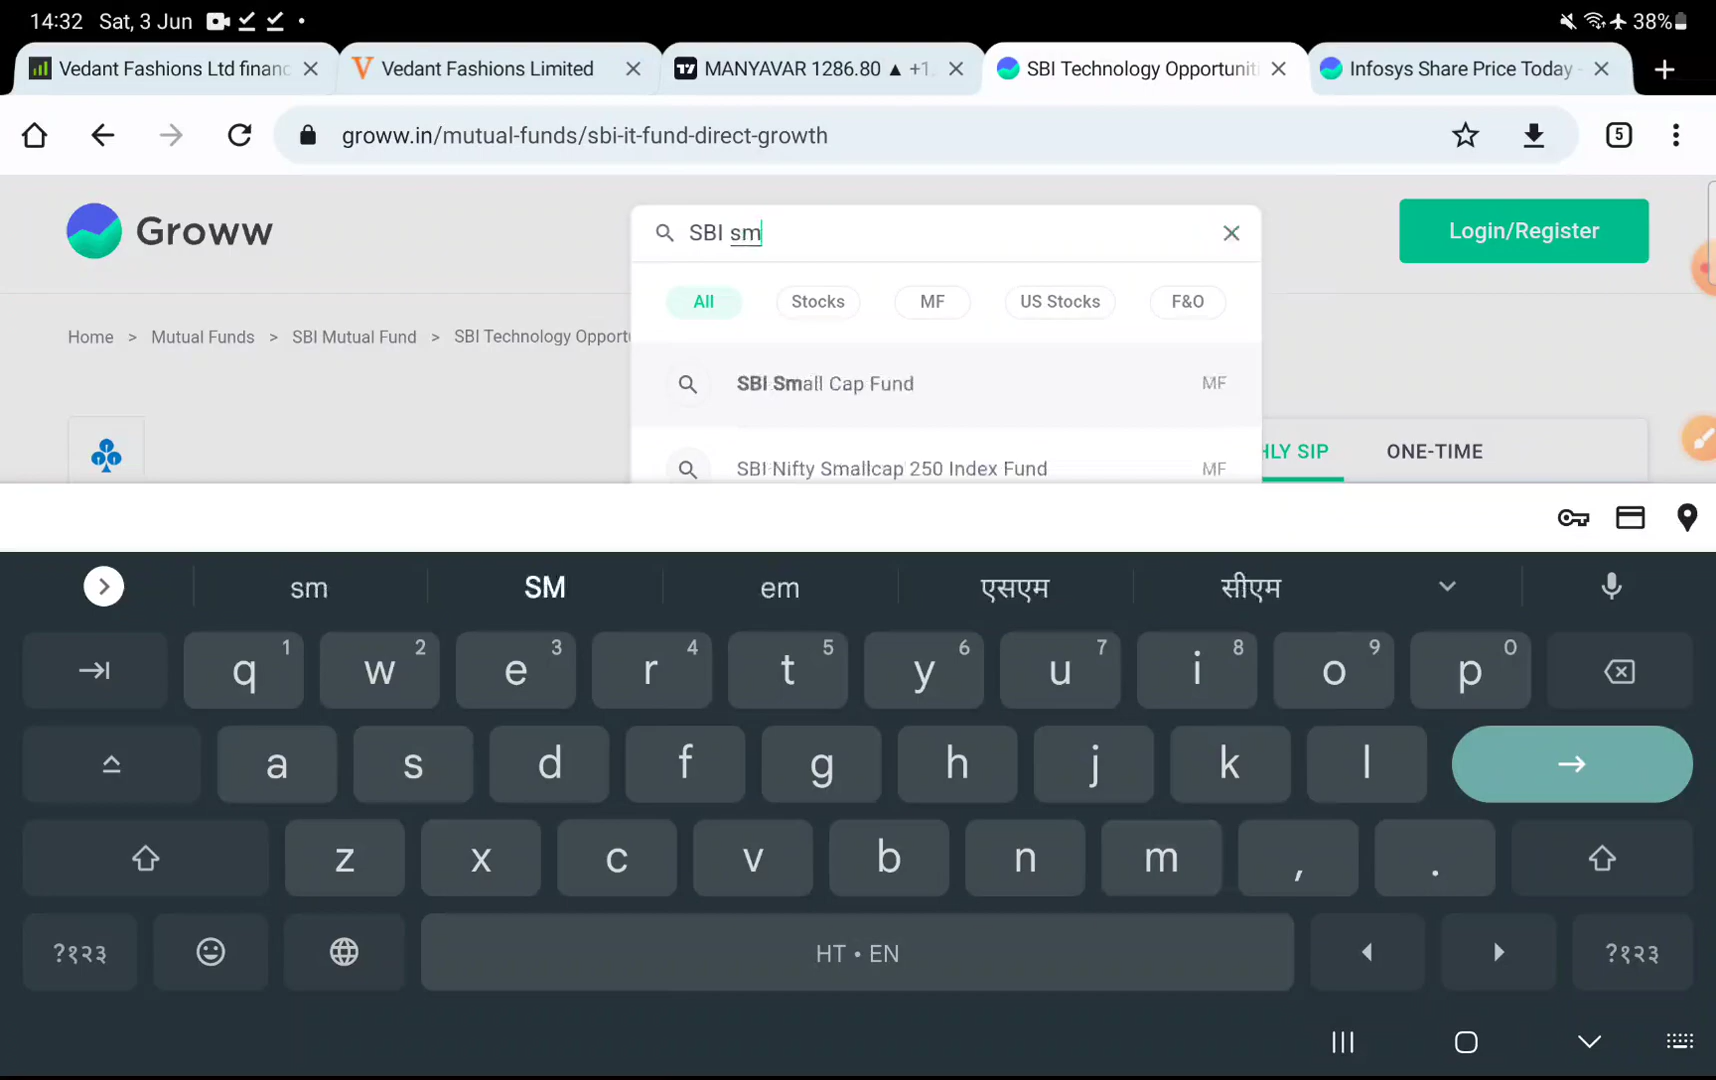 14:32 Sat, 3 Jun 38%
Vedant Fashions Ltd financ
Vedant Fashions Limited
MANYAVAR 1286.80 ▲ +1.
SBI Technology Opportuniti
Infosys Share Price Today -
groww.in/mutual-funds/sbi-it-fund-direct-growth
5
Groww
SBI sm
Login/Register
All Stocks MF US Stocks F&O
Home > Mutual Funds > SBI Mutual Fund > SBI Technology Opportu
SBI Small Cap Fund MF
HLY SIP ONE-TIME
SBI Nifty Smallcap 250 Index Fund MF
sm SM em एसएम सीएम
q 1 w 2 e 3 r 4 t 5 y 6 u 7 i 8 o 9 p 0
a s d f g h j k l
z x c v b n m , .
?१२३ HT • EN ?१२३